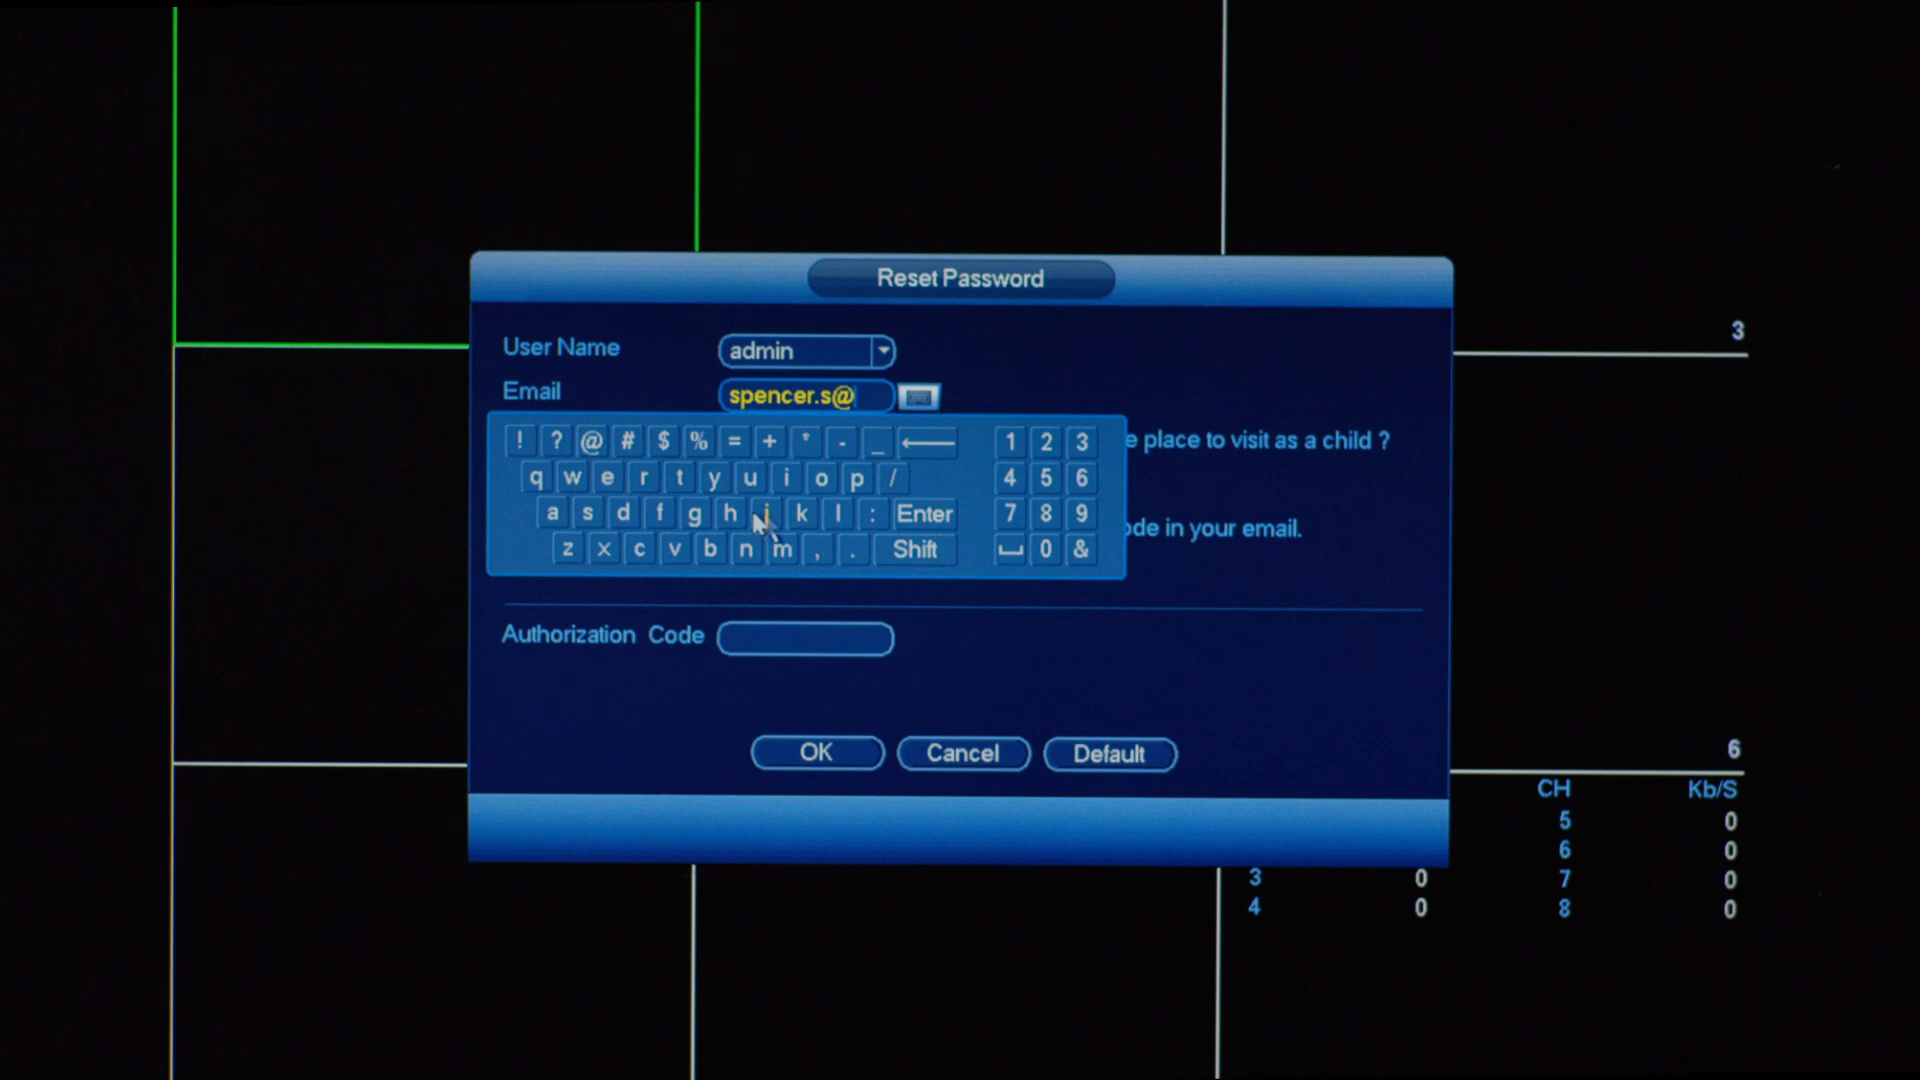 Reset Password
User Name admin
Email spencer.s@
! ? @ # $ % = + * - _ 1 2 3
e place to visit as a child ?
q w e r t y u i o p / 4 5 6
a s d f g h j k l : Enter 7 8 9
ode in your email.
z x c v b n m , . Shift 0 &
Authorization Code
OK Cancel Default
3
6
CH Kb/S
5 0
6 0
3 0 7 0
4 0 8 0